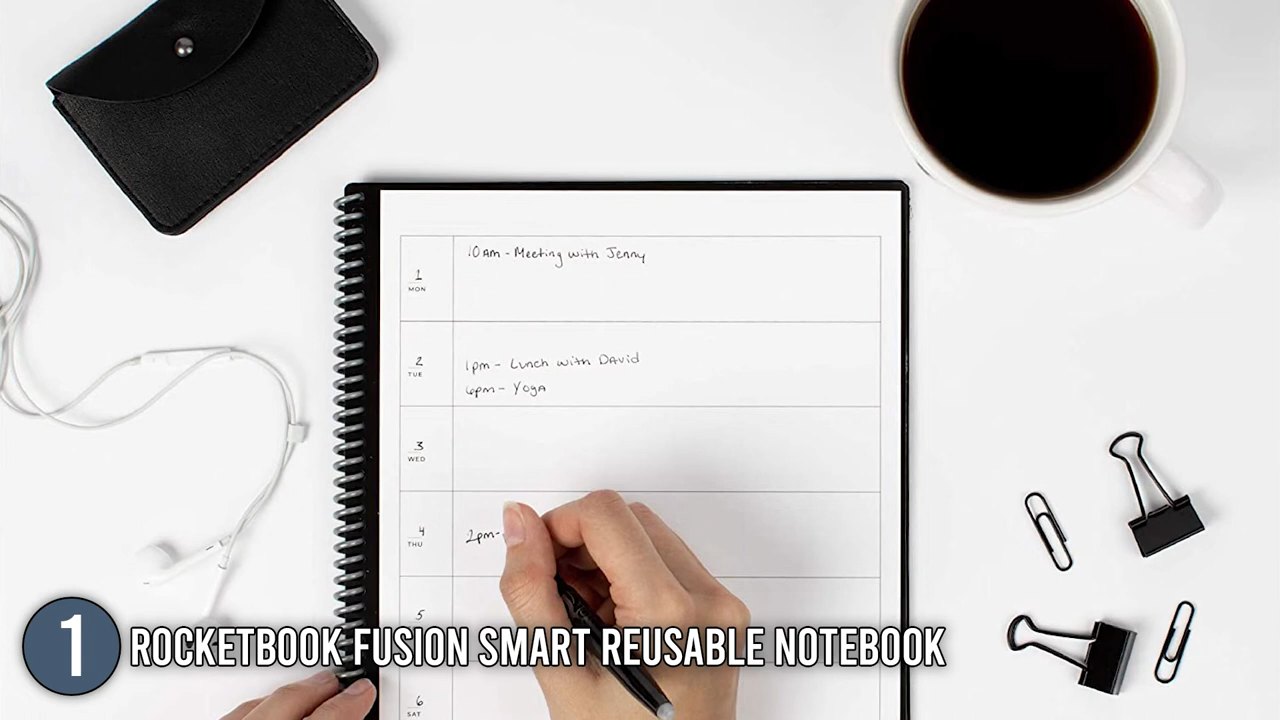 10am - Meeting with Jenny
1
MON
1pm - Lunch with David
2
TUE
6pm - Yoga
3
WED
4
THU
2pm-
5
1 ROCKETBOOK FUSION SMART REUSABLE NOTEBOOK
6
SAT